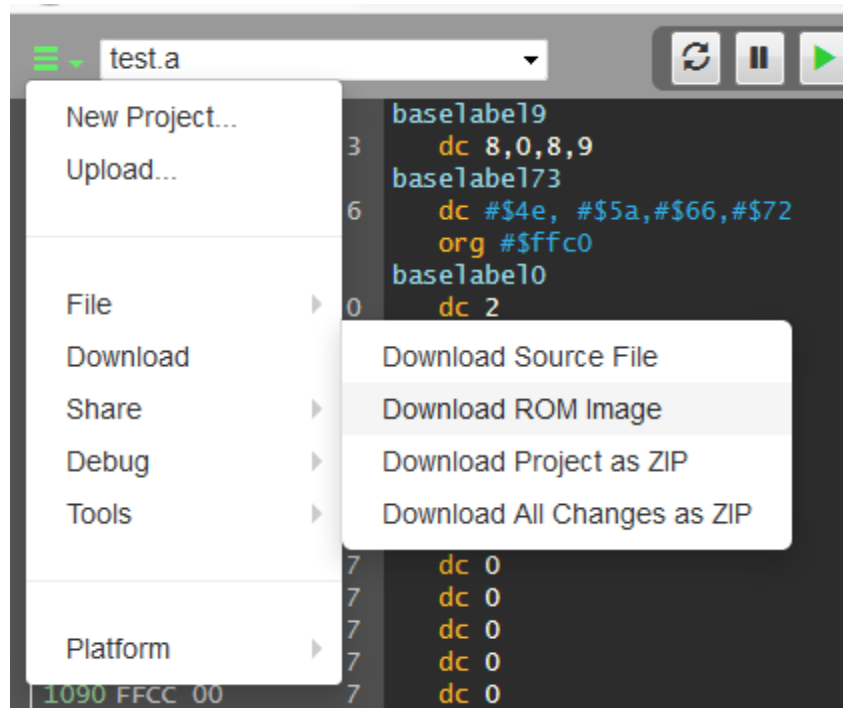 test.a
New Project...
Upload...
File
Download
Share
Debug
Tools
Platform
Download Source File
Download ROM Image
Download Project as ZIP
Download All Changes as ZIP
baselabel9
3 dc 8,0,8,9
baselabel73
6 dc #$4e, #$5a,#$66,#$72
org #$ffc0
baselabel0
0 dc 2
7 dc 0
7 dc 0
7 dc 0
7 dc 0
1090 FFCC 00 7 dc 0